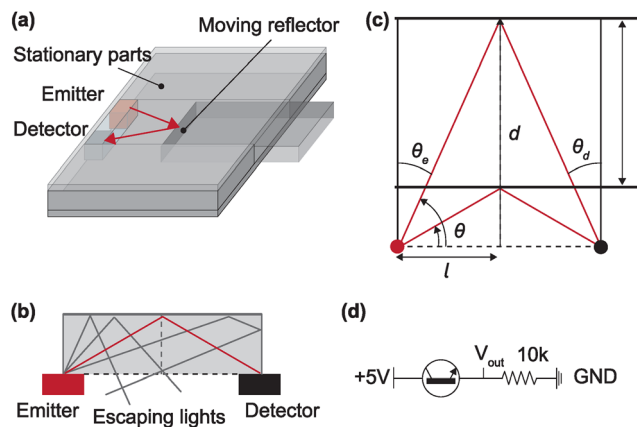 (a)
Moving reflector
Stationary parts
Emitter
Detector
(b)
Emitter
Escaping lights
Detector
(c)
d
θe
θd
θ
l
(d)
+5V
Vout
10k
GND